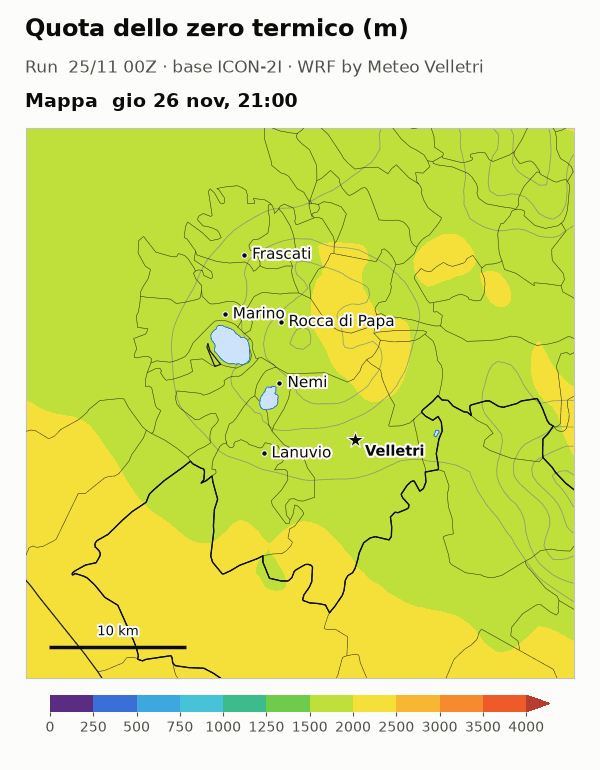 Quota dello zero termico (m)
Run 25/11 00Z · base ICON-2I · WRF by Meteo Velletri
Mappa gio 26 nov, 21:00
Frascati
Marino
Rocca di Papa
Nemi
Velletri
Lanuvio
10 km
0 250 500 750 1000 1250 1500 2000 2500 3000 3500 4000